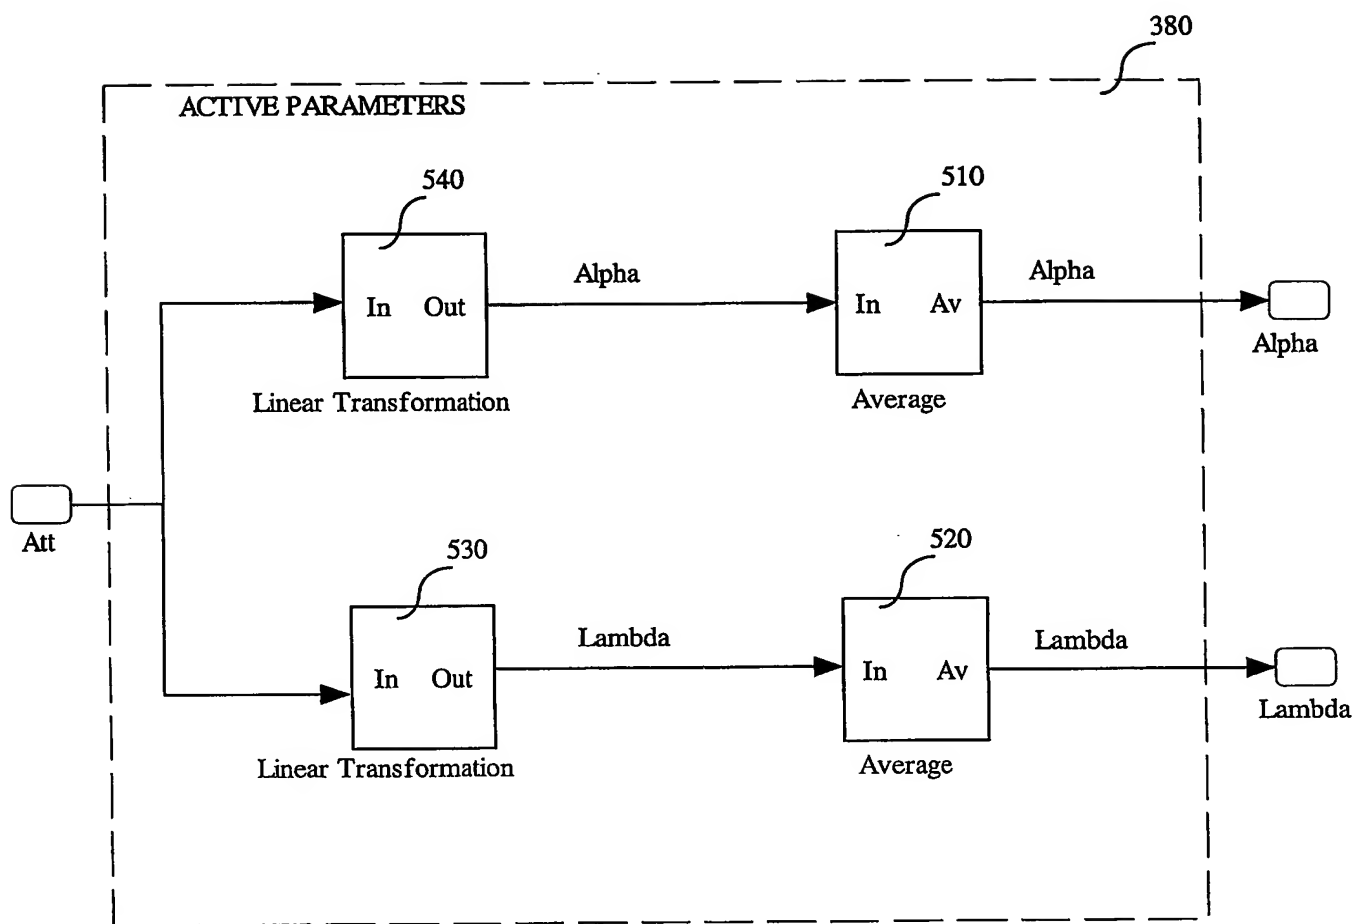 380
ACTIVE PARAMETERS
540
510
Alpha
Alpha
In Out
In Av
Alpha
Linear Transformation
Average
Att
530
520
Lambda
Lambda
In Out
In Av
Lambda
Linear Transformation
Average